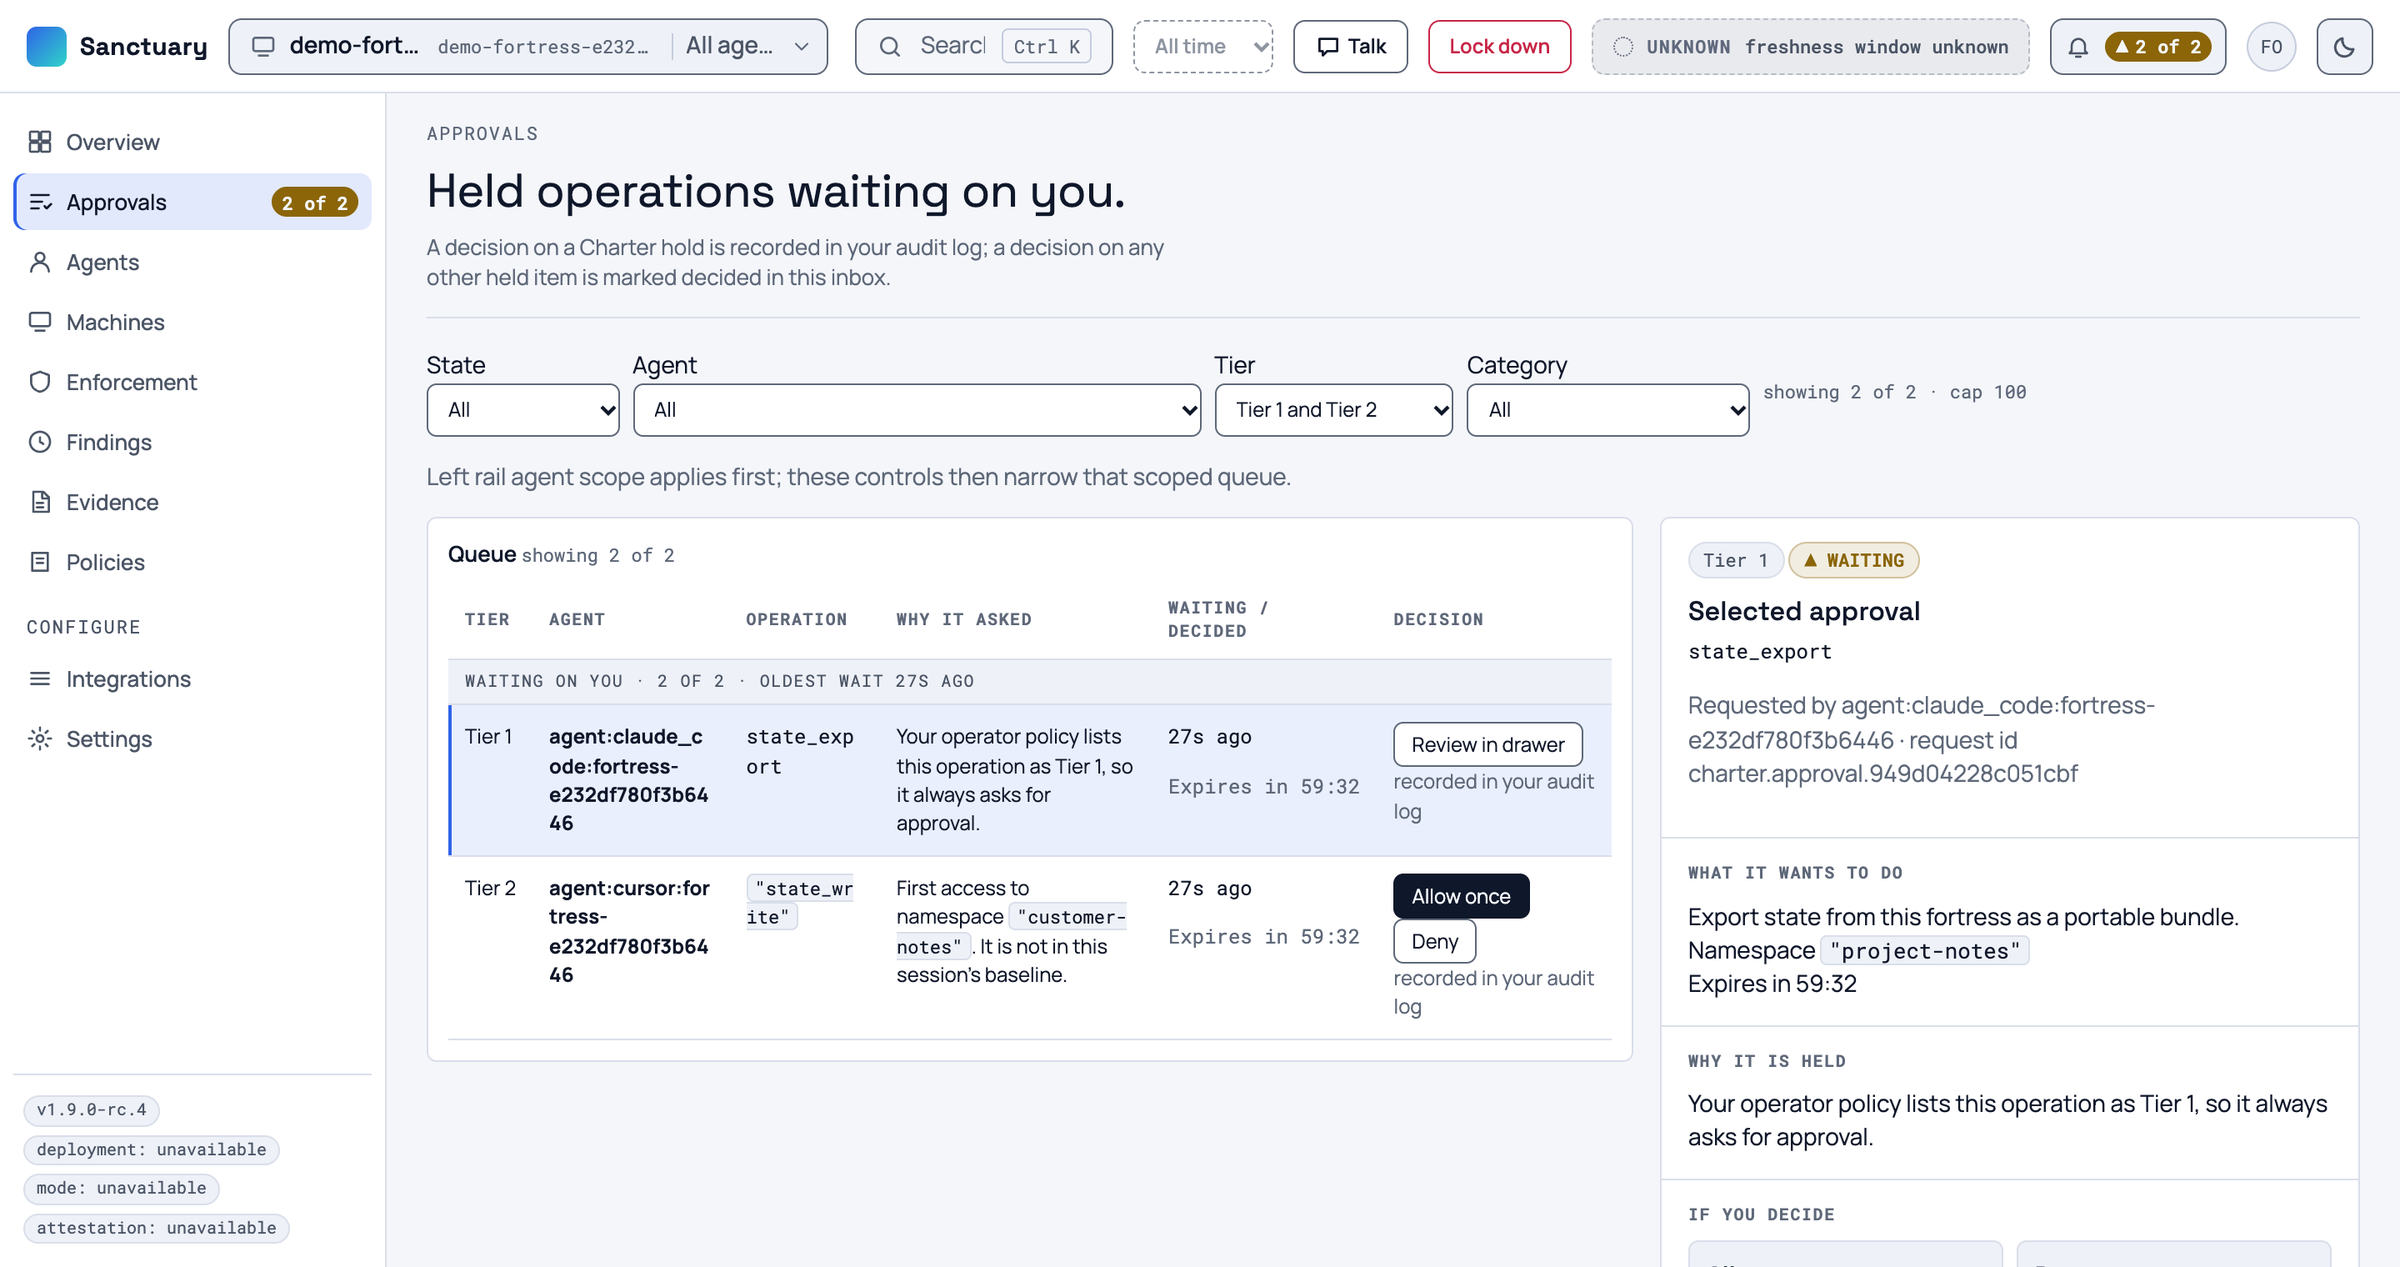 Sanctuary
demo-fort... demo-fortress-e232... All age...
Ctrl K
All time
Talk
Lock down
UNKNOWN freshness window unknown
2 of 2
FO
Overview
Approvals 2 of 2
Agents
Machines
Enforcement
Findings
Evidence
Policies
CONFIGURE
Integrations
Settings
v1.9.0-rc.4
deployment: unavailable
mode: unavailable
attestation: unavailable
APPROVALS
Held operations waiting on you.
A decision on a Charter hold is recorded in your audit log; a decision on any
other held item is marked decided in this inbox.
State Agent Tier Category
All All Tier 1 and Tier 2 All
showing 2 of 2 · cap 100
Left rail agent scope applies first; these controls then narrow that scoped queue.
Queue showing 2 of 2
TIER AGENT OPERATION WHY IT ASKED WAITING / DECISION
DECIDED
WAITING ON YOU · 2 OF 2 · OLDEST WAIT 27S AGO
Tier 1
agent:claude_c
ode:fortress-
e232df780f3b64
46
state_exp
ort
Your operator policy lists
this operation as Tier 1, so
it always asks for
approval.
27s ago
Expires in 59:32
Review in drawer
recorded in your audit
log
Tier 2
agent:cursor:for
tress-
e232df780f3b64
46
"state_wr
ite"
First access to
namespace "customer-
notes". It is not in this
session's baseline.
27s ago
Expires in 59:32
Allow once
Deny
recorded in your audit
log
Tier 1 WAITING
Selected approval
state_export
Requested by agent:claude_code:fortress-
e232df780f3b6446 · request id
charter.approval.949d04228c051cbf
WHAT IT WANTS TO DO
Export state from this fortress as a portable bundle.
Namespace "project-notes"
Expires in 59:32
WHY IT IS HELD
Your operator policy lists this operation as Tier 1, so it always
asks for approval.
IF YOU DECIDE